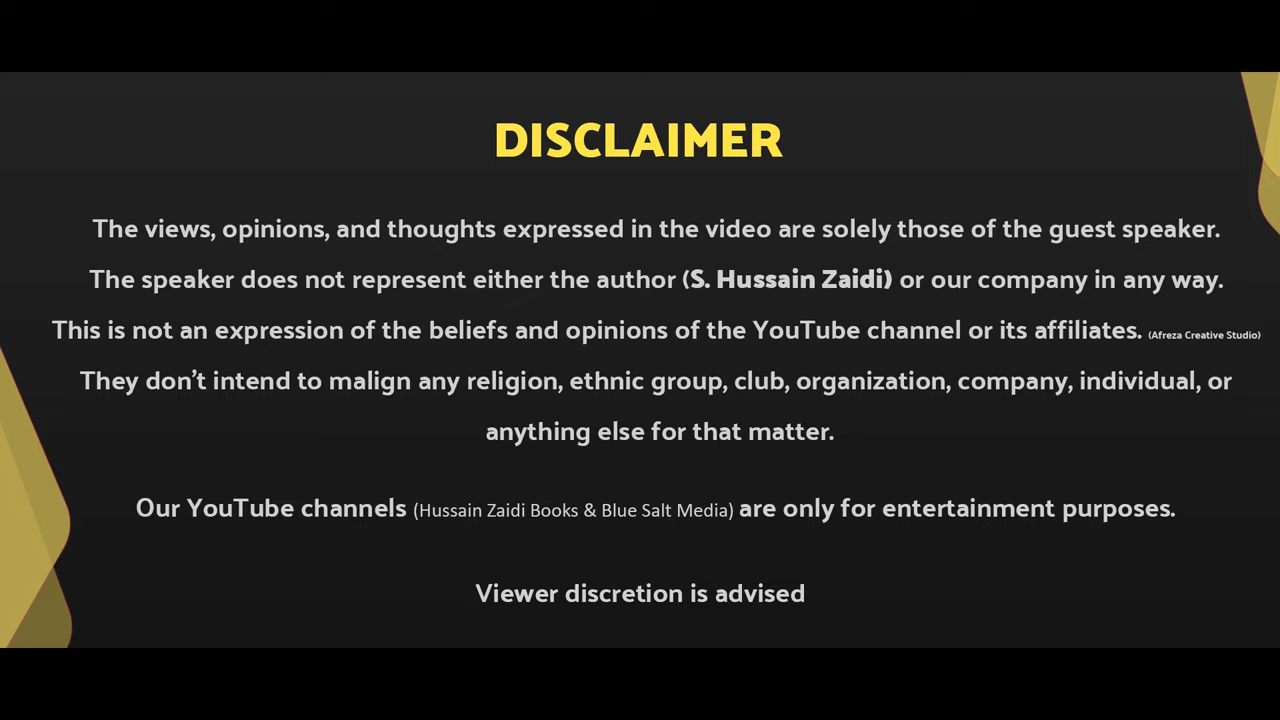 DISCLAIMER
The views, opinions, and thoughts expressed in the video are solely those of the guest speaker.
The speaker does not represent either the author (S. Hussain Zaidi) or our company in any way.
This is not an expression of the beliefs and opinions of the YouTube channel or its affiliates. (Afreza Creative Studio)
They don't intend to malign any religion, ethnic group, club, organization, company, individual, or
anything else for that matter.
Our YouTube channels (Hussain Zaidi Books & Blue Salt Media) are only for entertainment purposes.
Viewer discretion is advised